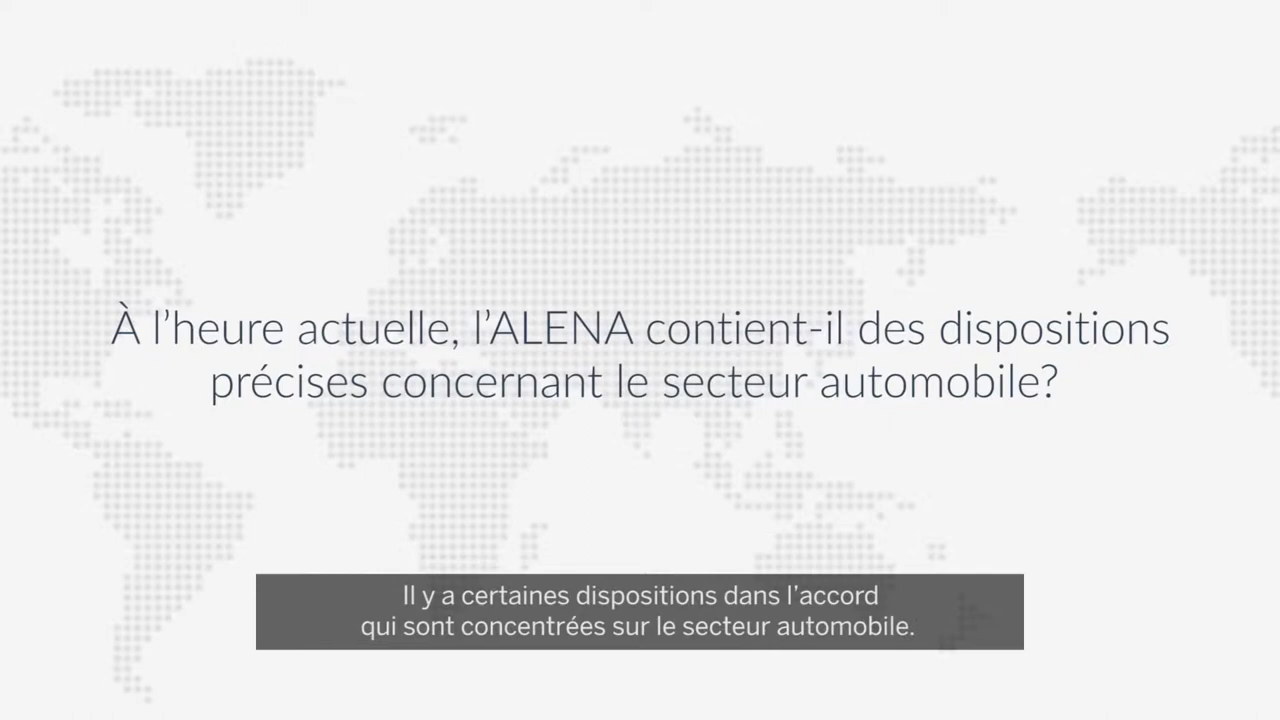 À l’heure actuelle, l’ALENA contient-il des dispositions
précises concernant le secteur automobile?
Il y a certaines dispositions dans l’accord
qui sont concentrées sur le secteur automobile.